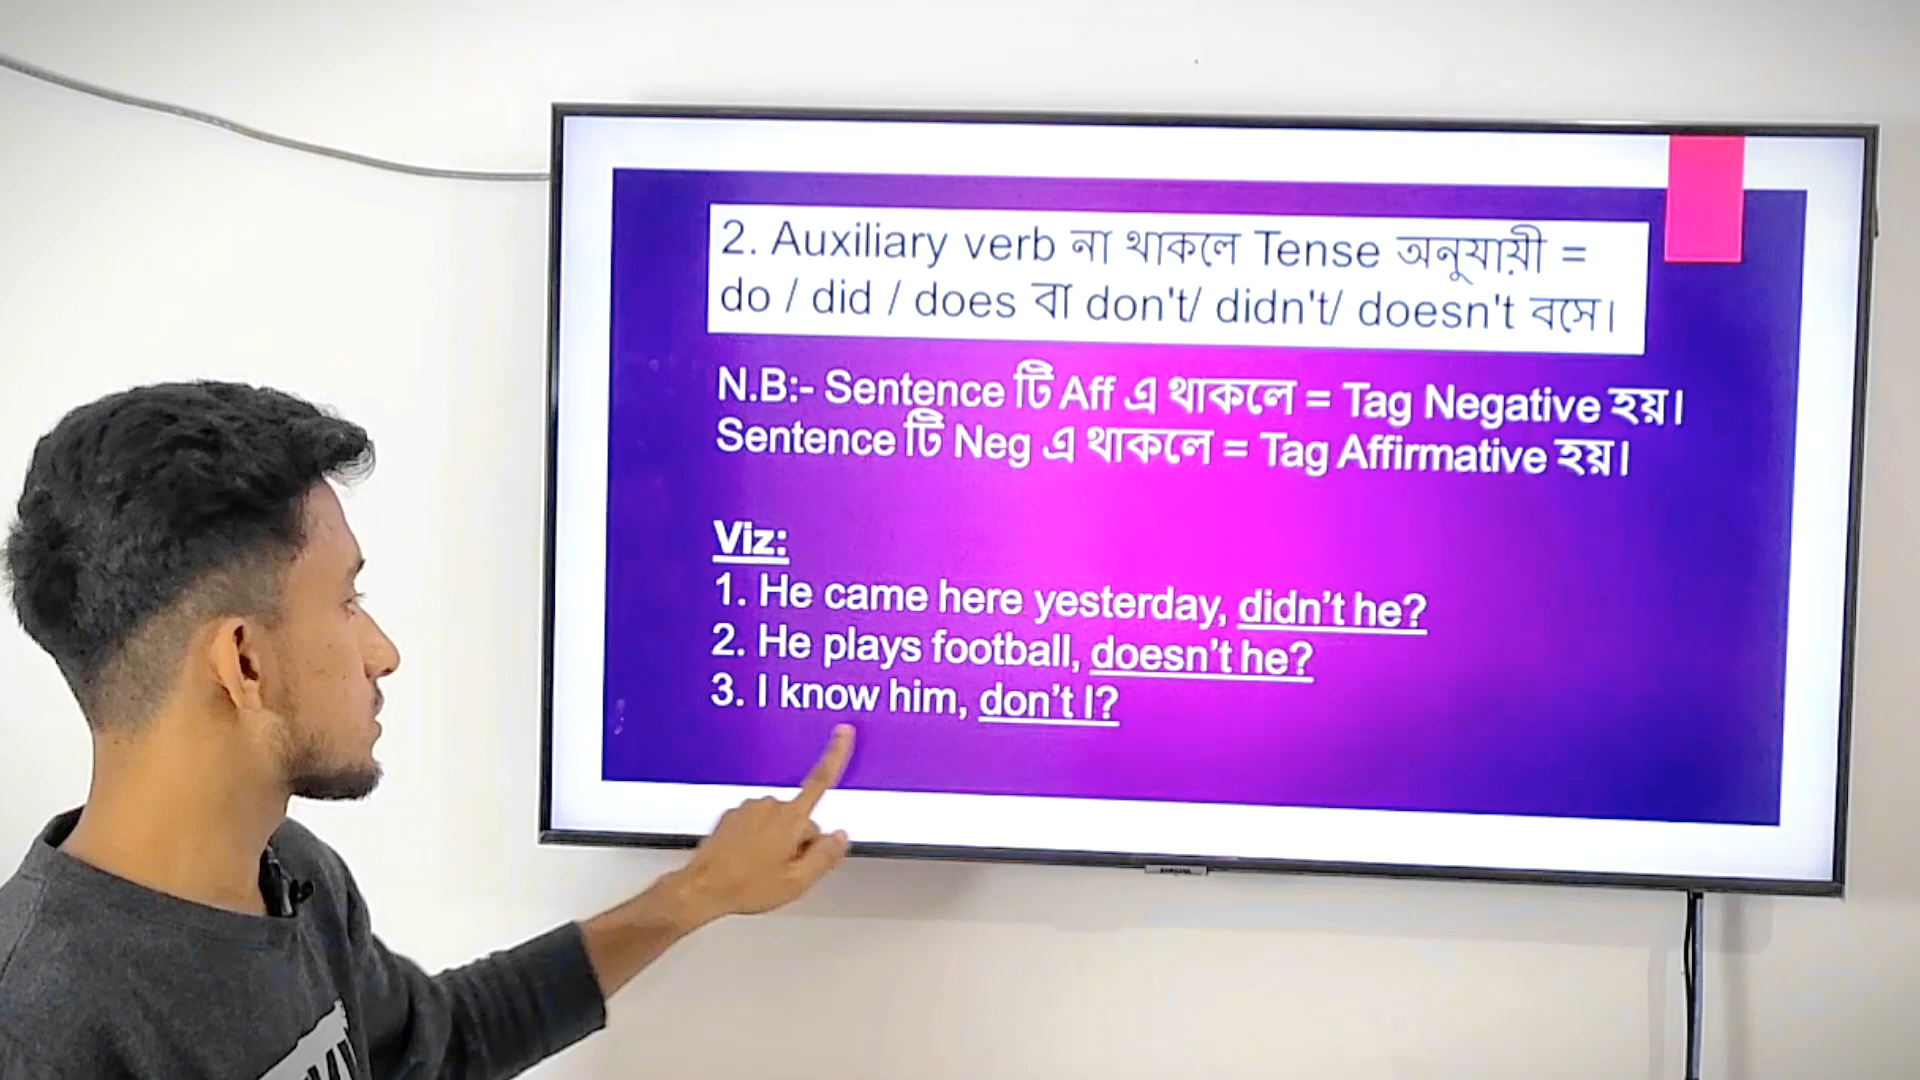 2. Auxiliary verb না থাকলে Tense অনুযায়ী =
do / did / does বা don't/ didn't/ doesn't বসে।
N.B:- Sentence টি Aff এ থাকলে = Tag Negative হয়।
Sentence টি Neg এ থাকলে = Tag Affirmative হয়।
Viz:
1. He came here yesterday, didn't he?
2. He plays football, doesn't he?
3. I know him, don't I?